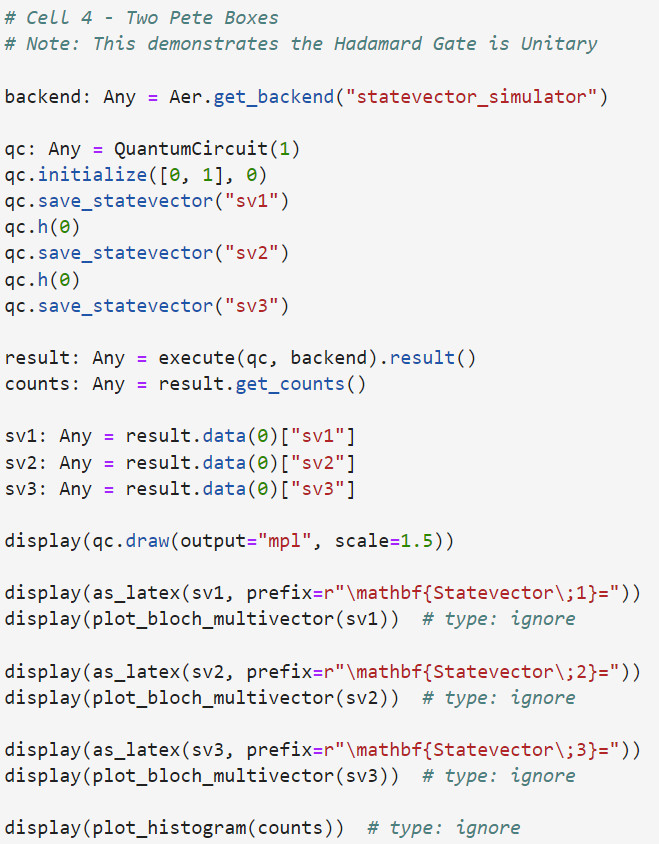 # Cell 4 - Two Pete Boxes
# Note: This demonstrates the Hadamard Gate is Unitary
backend: Any = Aer.get_backend("statevector_simulator")
qc: Any = QuantumCircuit(1)
qc.initialize([0, 1], 0)
qc.save_statevector("sv1")
qc.h(0)
qc.save_statevector("sv2")
qc.h(0)
qc.save_statevector("sv3")
result: Any = execute(qc, backend).result()
counts: Any = result.get_counts()
sv1: Any = result.data(0)["sv1"]
sv2: Any = result.data(0)["sv2"]
sv3: Any = result.data(0)["sv3"]
display(qc.draw(output="mpl", scale=1.5))
display(as_latex(sv1, prefix=r"\mathbf{Statevector\;1}="))
display(plot_bloch_multivector(sv1))  # type: ignore
display(as_latex(sv2, prefix=r"\mathbf{Statevector\;2}="))
display(plot_bloch_multivector(sv2))  # type: ignore
display(as_latex(sv3, prefix=r"\mathbf{Statevector\;3}="))
display(plot_bloch_multivector(sv3))  # type: ignore
display(plot_histogram(counts))  # type: ignore